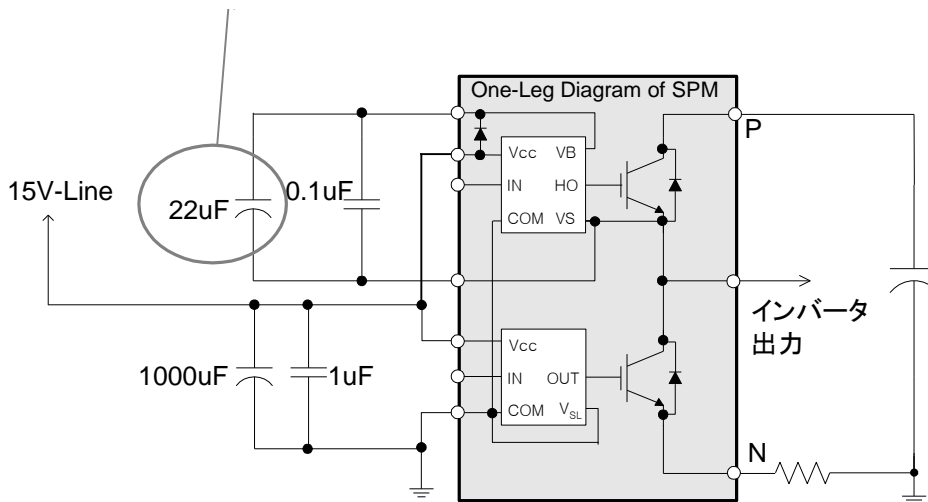 One-Leg Diagram of SPM
P
Vcc VB
15V-Line
22uF
0.1uF
IN HO
COM VS
インバータ
出力
1000uF
1uF
Vcc
IN OUT
COM VSL
N